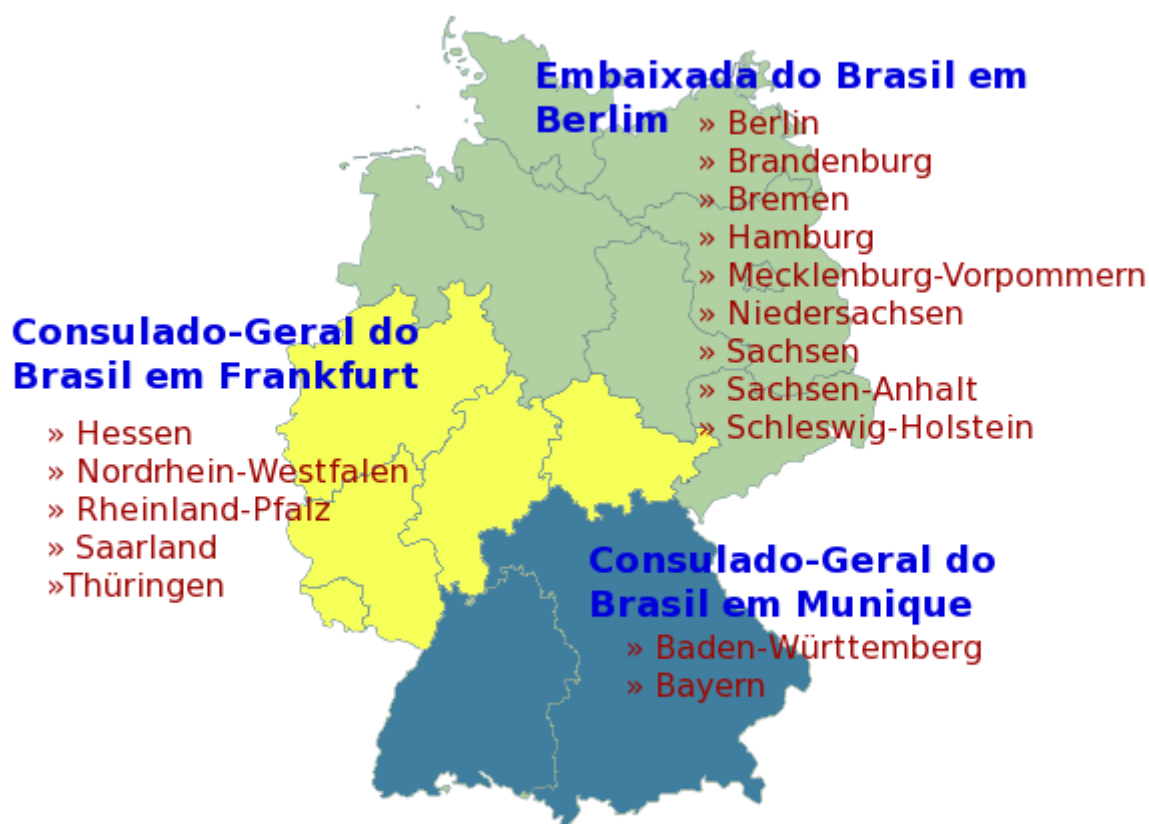 Embaixada do Brasil em
Berlim
» Berlin
» Brandenburg
» Bremen
» Hamburg
» Mecklenburg-Vorpommern
» Niedersachsen
» Sachsen
» Sachsen-Anhalt
» Schleswig-Holstein
Consulado-Geral do
Brasil em Frankfurt
» Hessen
» Nordrhein-Westfalen
» Rheinland-Pfalz
» Saarland
»Thüringen
Consulado-Geral do
Brasil em Munique
» Baden-Württemberg
» Bayern